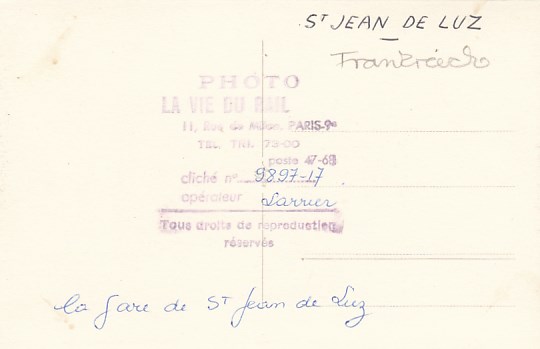 ST JEAN DE LUZ
Frankreich
PHOTO
LA VIE DU RAIL
11, Rue de Milan, PARIS-9e
TEL. TRI. 73-00
poste 47-68
cliché n° 9897-17
opérateur Larrier
Tous droits de reproduction
réservés
la gare de ST Jean de Luz